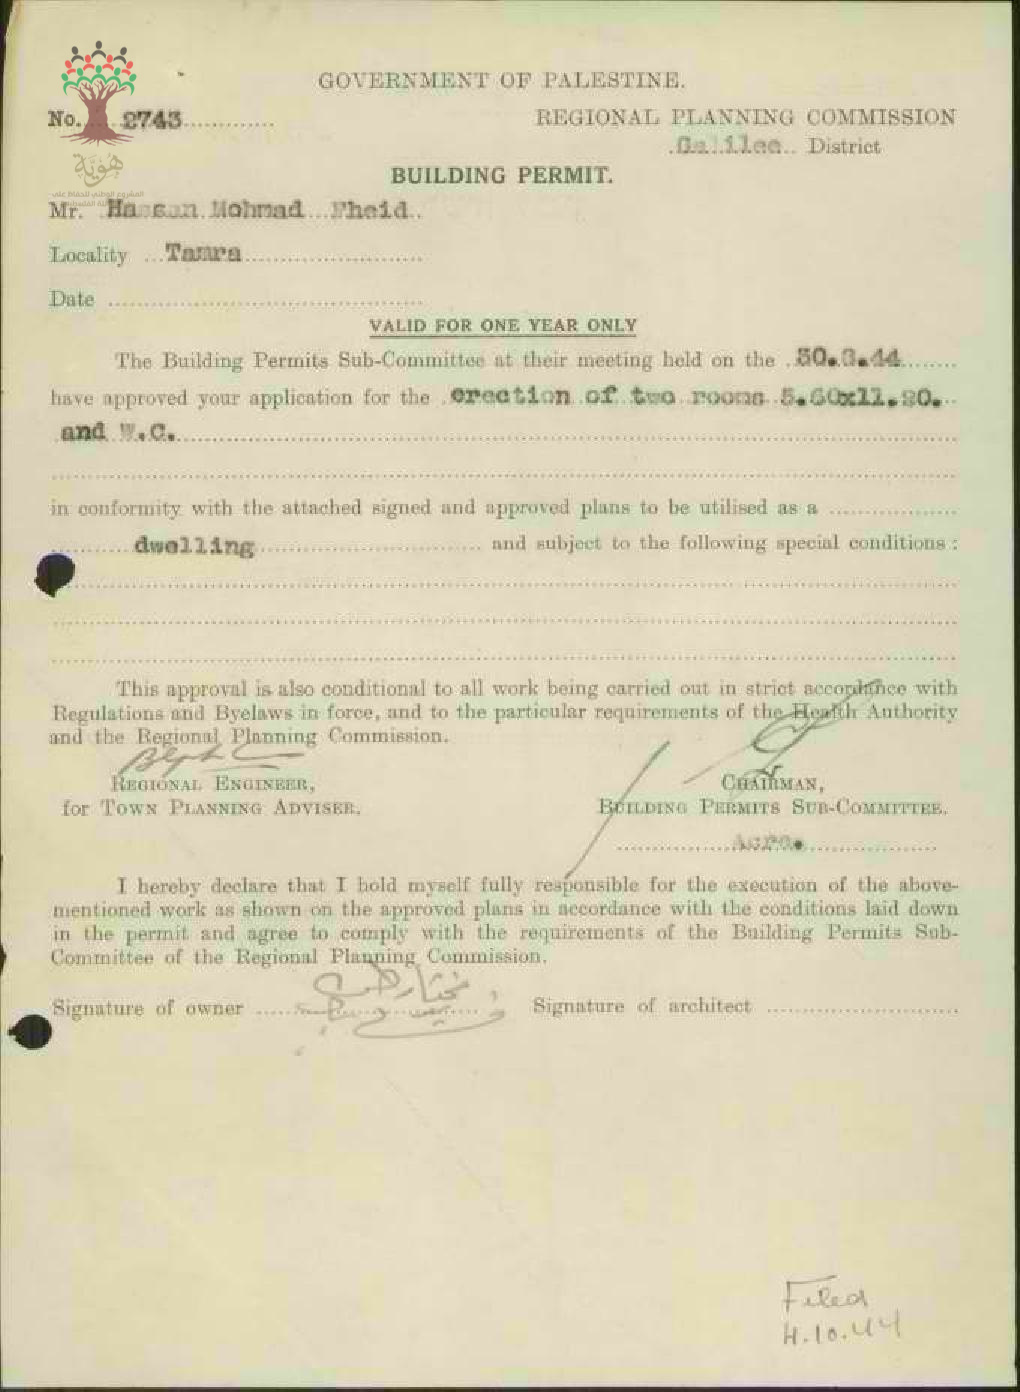 GOVERNMENT OF PALESTINE.
No. 2743
REGIONAL PLANNING COMMISSION
Galilee District
هوية
المشروع الوطني للحفاظ على
BUILDING PERMIT.
Mr. Hassan Mohmad Fheid
Locality Tamra
Date
VALID FOR ONE YEAR ONLY
The Building Permits Sub-Committee at their meeting held on the 30.8.44
have approved your application for the erection of two rooms 5.60x11.20.
and W.C.
in conformity with the attached signed and approved plans to be utilised as a
dwelling and subject to the following special conditions :
This approval is also conditional to all work being carried out in strict accordance with
Regulations and Byelaws in force, and to the particular requirements of the Health Authority
and the Regional Planning Commission.
REGIONAL ENGINEER,
for TOWN PLANNING ADVISER.
CHAIRMAN,
BUILDING PERMITS SUB-COMMITTEE.
Acre.
I hereby declare that I hold myself fully responsible for the execution of the above-
mentioned work as shown on the approved plans in accordance with the conditions laid down
in the permit and agree to comply with the requirements of the Building Permits Sub-
Committee of the Regional Planning Commission.
Signature of owner
Signature of architect
Filed
4.10.44